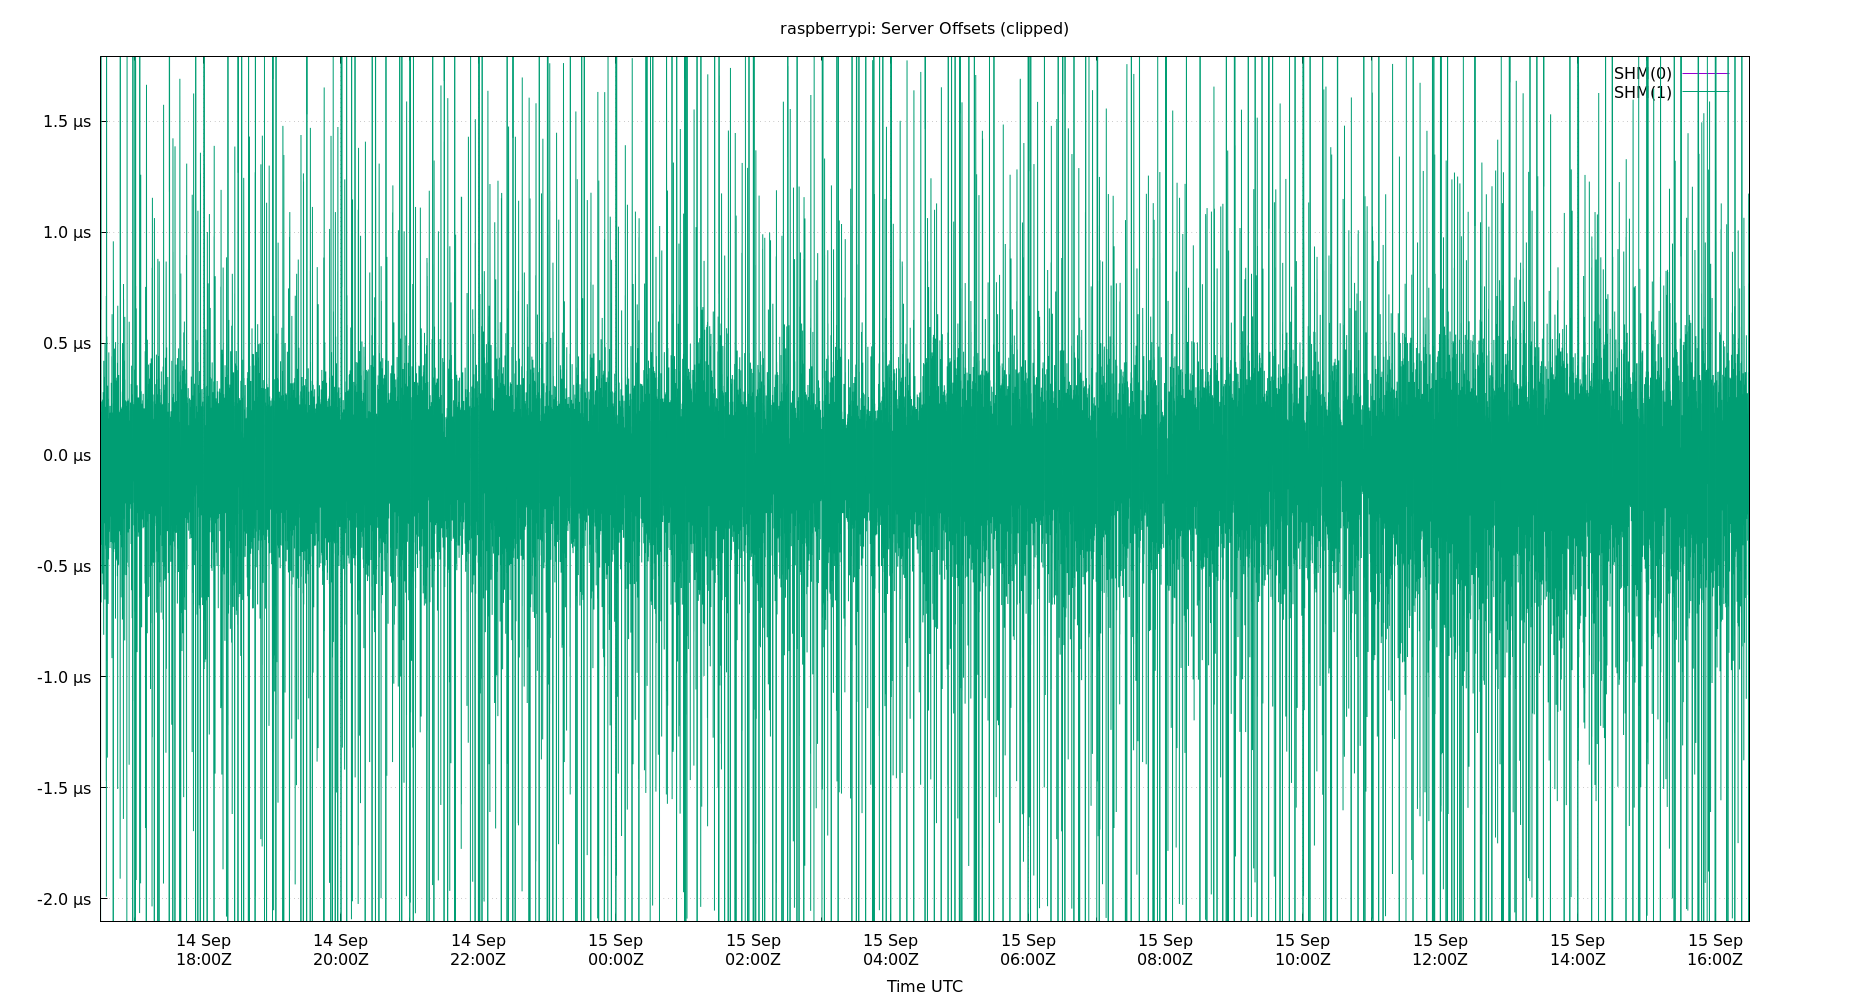 raspberrypi: Server Offsets (clipped)
SHM(0)
SHM(1)
1.5 µs
1.0 µs
0.5 µs
0.0 µs
-0.5 µs
-1.0 µs
-1.5 µs
-2.0 µs
14 Sep 14 Sep 14 Sep 15 Sep 15 Sep 15 Sep 15 Sep 15 Sep 15 Sep 15 Sep 15 Sep 15 Sep
18:00Z 20:00Z 22:00Z 00:00Z 02:00Z 04:00Z 06:00Z 08:00Z 10:00Z 12:00Z 14:00Z 16:00Z
Time UTC